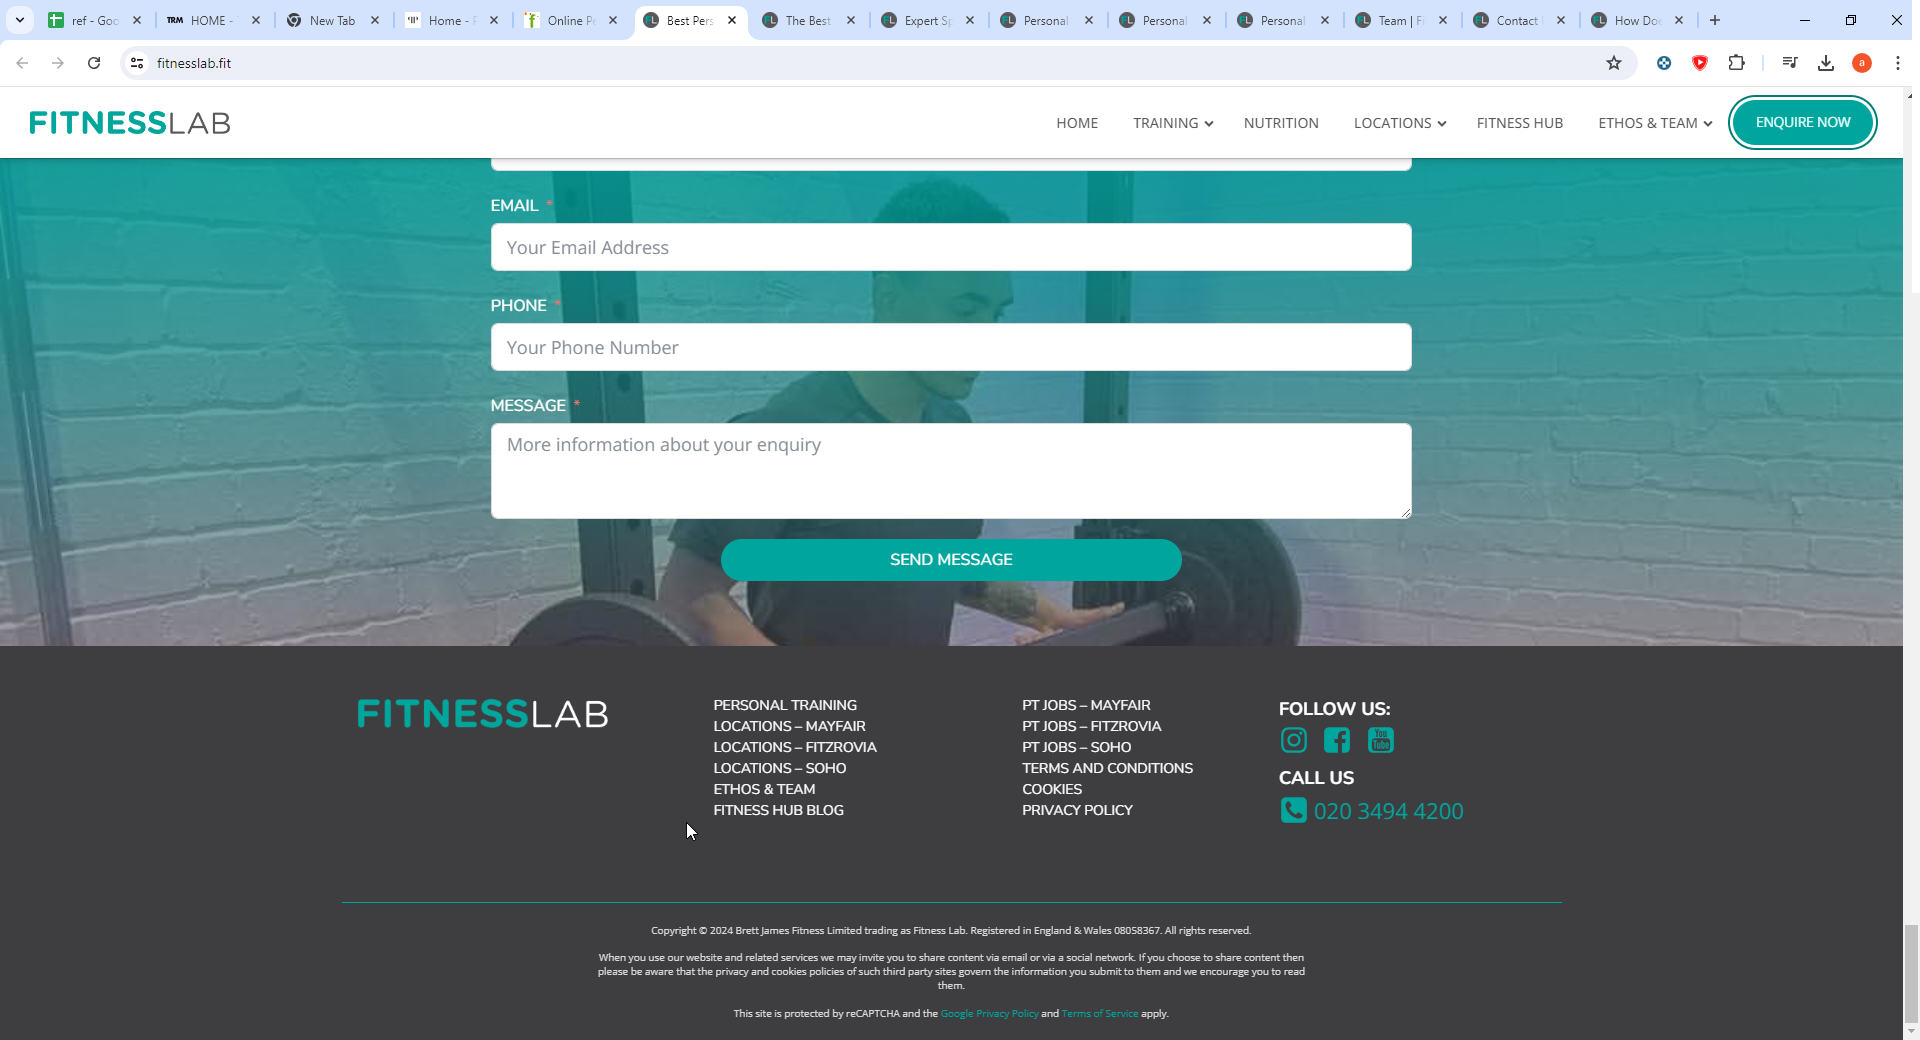 ref - Goo
TRM HOME -
New Tab
Home - F
Online Pe
Best Pers
The Best
Expert Sp
Personal
Personal
Personal
Team | Fi
Contact
How Doe
fitnesslab.fit
a
FITNESSLAB
HOME
TRAINING
NUTRITION
LOCATIONS
FITNESS HUB
ETHOS & TEAM
ENQUIRE NOW
EMAIL *
Your Email Address
PHONE *
Your Phone Number
MESSAGE *
More information about your enquiry
SEND MESSAGE
FITNESSLAB
PERSONAL TRAINING
LOCATIONS – MAYFAIR
LOCATIONS – FITZROVIA
LOCATIONS – SOHO
ETHOS & TEAM
FITNESS HUB BLOG
PT JOBS – MAYFAIR
PT JOBS – FITZROVIA
PT JOBS – SOHO
TERMS AND CONDITIONS
COOKIES
PRIVACY POLICY
FOLLOW US:
You Tube
CALL US
020 3494 4200
Copyright © 2024 Brett James Fitness Limited trading as Fitness Lab. Registered in England & Wales 08058367. All rights reserved.
When you use our website and related services we may invite you to share content via email or via a social network. If you choose to share content then
please be aware that the privacy and cookies policies of such third party sites govern the information you submit to them and we encourage you to read
them.
This site is protected by reCAPTCHA and the Google Privacy Policy and Terms of Service apply.